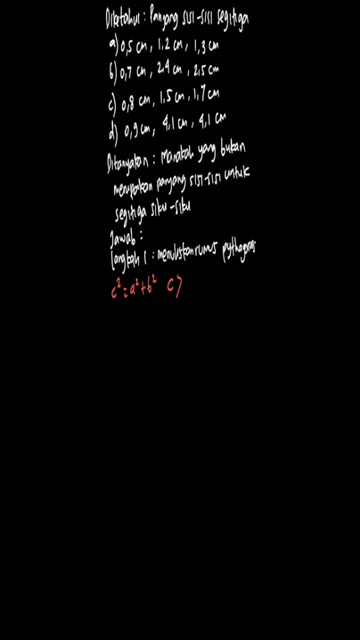 Diketahui : Panjang sisi-sisi segitiga
a) 0,5 cm, 1,2 cm, 1,3 cm
b) 0,7 cm, 2,4 cm, 2,5 cm
c) 0,8 cm, 1,5 cm, 1,7 cm
d) 0,9 cm, 4,1 cm, 4,1 cm
Ditanyakan : Manakah yang bukan
merupakan panjang sisi-sisi untuk
segitiga siku-siku
Jawab :
Langkah 1 : menuliskan rumus pythagoras
c² = a² + b² c>